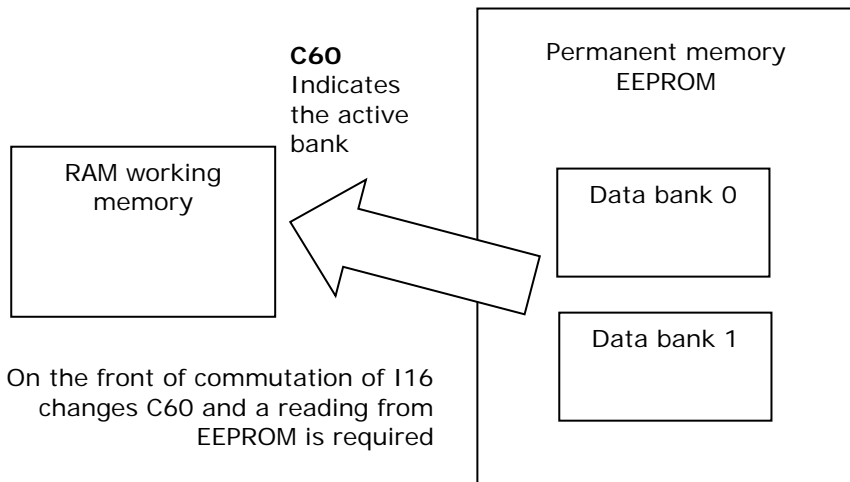 C60
Indicates
the active
bank
Permanent memory
EEPROM
RAM working
memory
Data bank 0
Data bank 1
On the front of commutation of I16
changes C60 and a reading from
EEPROM is required